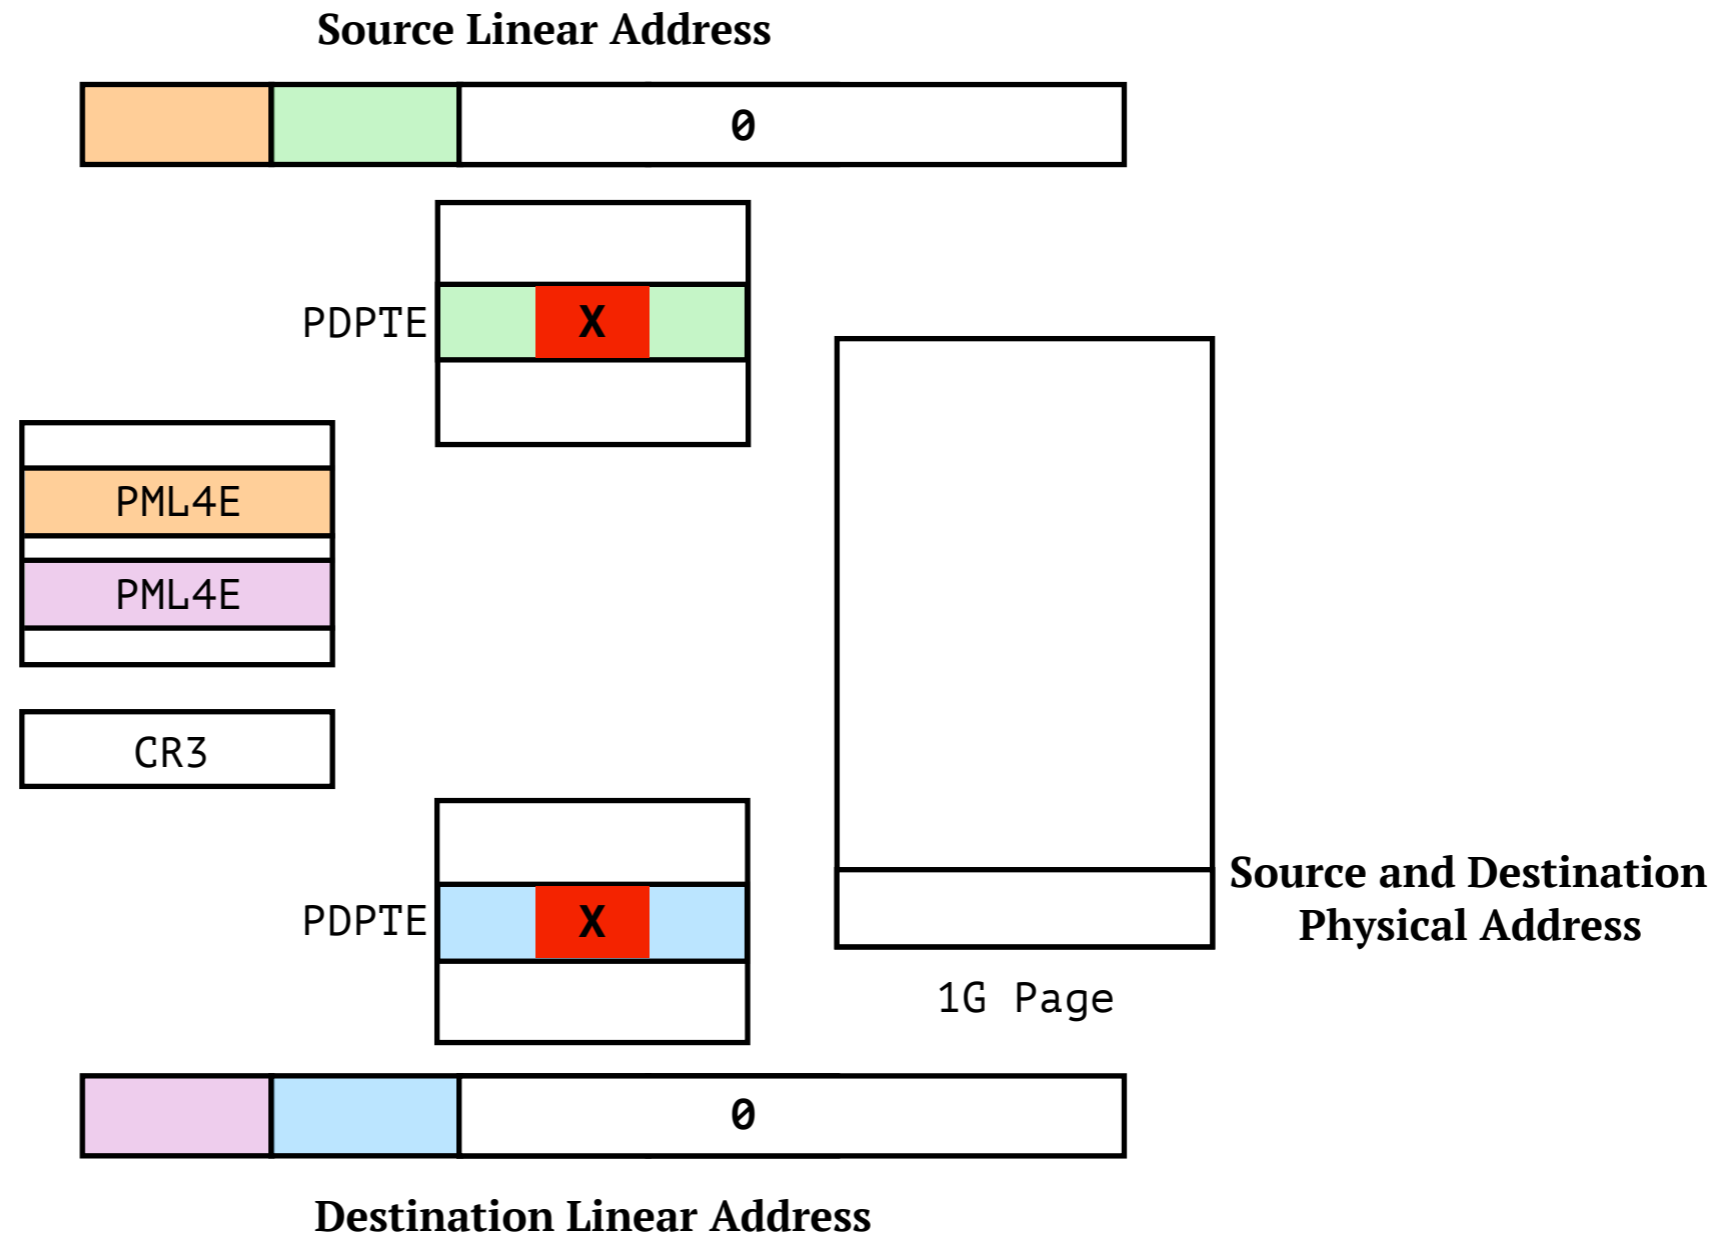 Source Linear Address
0
PDPTE
X
PML4E
PML4E
CR3
PDPTE
X
Source and Destination
Physical Address
1G Page
0
Destination Linear Address